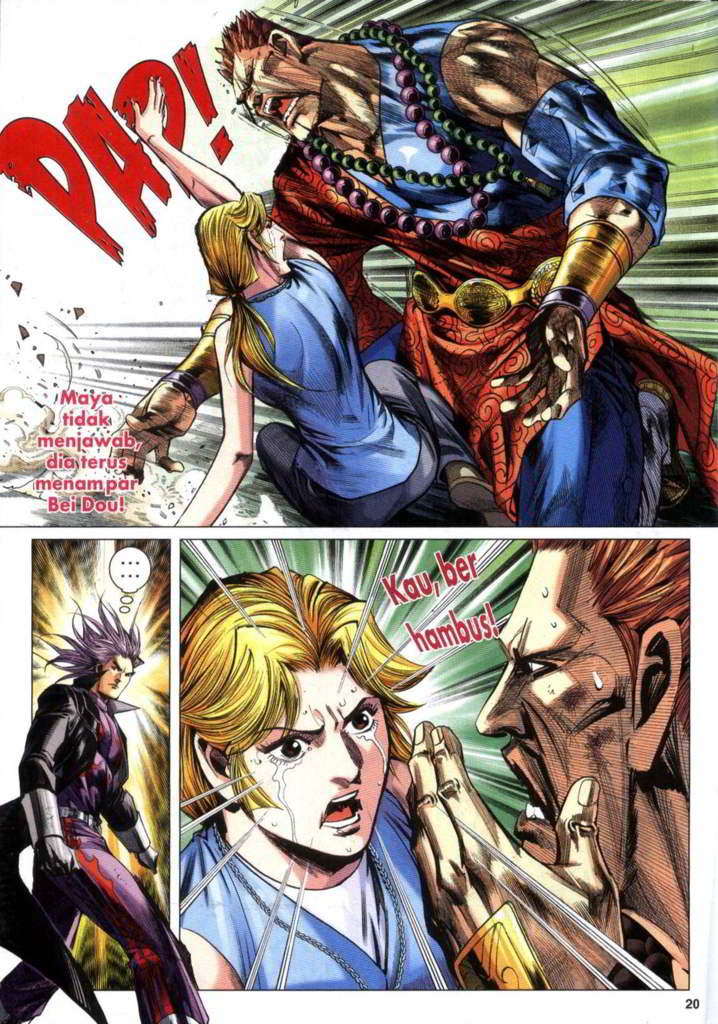 PAP!
Maya
tidak
menjawab,
dia terus
menampar
Bei Dou!
...
...
Kau, ber
hambus!
20